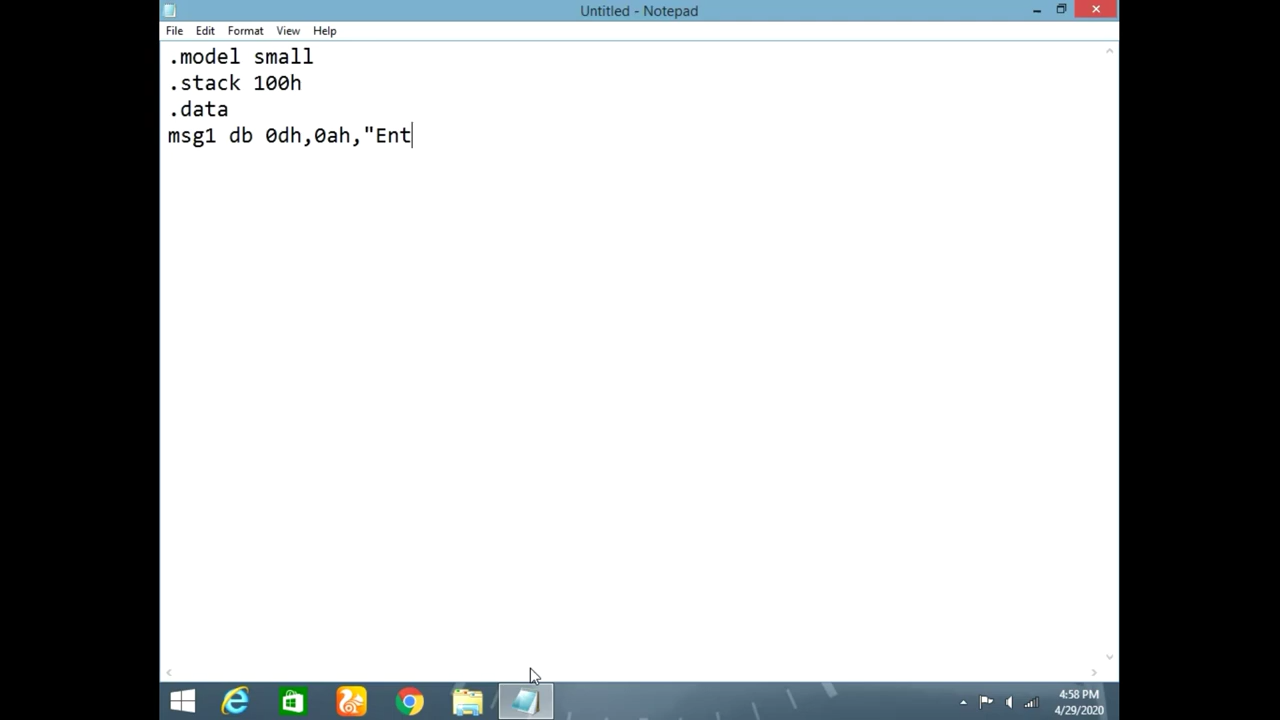 Untitled - Notepad
File Edit Format View Help
.model small
.stack 100h
.data
msg1 db 0dh,0ah,"Ent
4:58 PM
4/29/2020